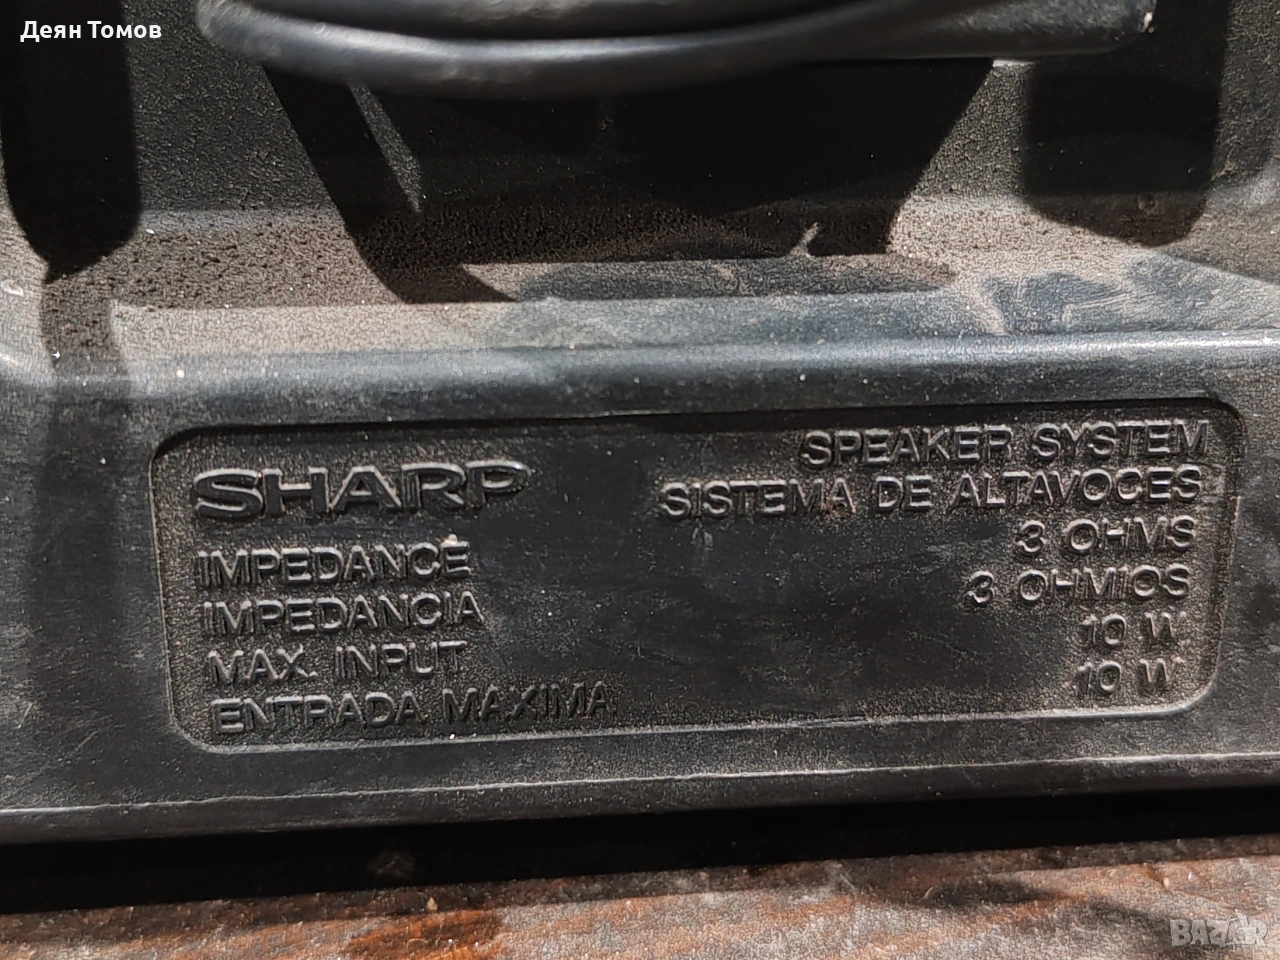 Деян Томов
SHARP
SPEAKER SYSTEM
SISTEMA DE ALTAVOCES
IMPEDANCE 3 OHMS
IMPEDANCIA 3 OHMIOS
MAX. INPUT 10 W
ENTRADA MAXIMA 10 W
BAZAR